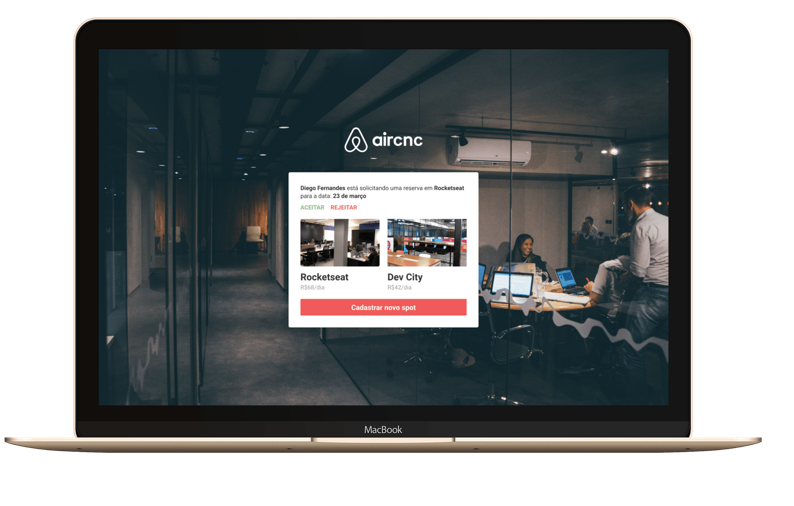 aircnc
Diego Fernandes está solicitando uma reserva em Rocketseat
para a data: 23 de março
ACEITAR REJEITAR
Rocketseat
R$68/dia
Dev City
R$42/dia
Cadastrar novo spot
MacBook